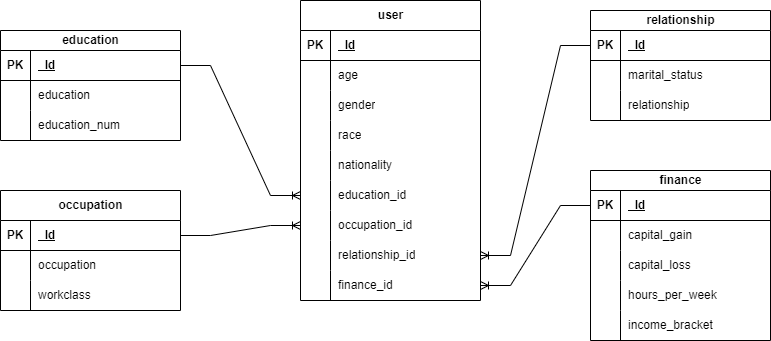 education
PK _Id
education
education_num
occupation
PK _Id
occupation
workclass
user
PK _Id
age
gender
race
nationality
education_id
occupation_id
relationship_id
finance_id
relationship
PK _Id
marital_status
relationship
finance
PK _Id
capital_gain
capital_loss
hours_per_week
income_bracket